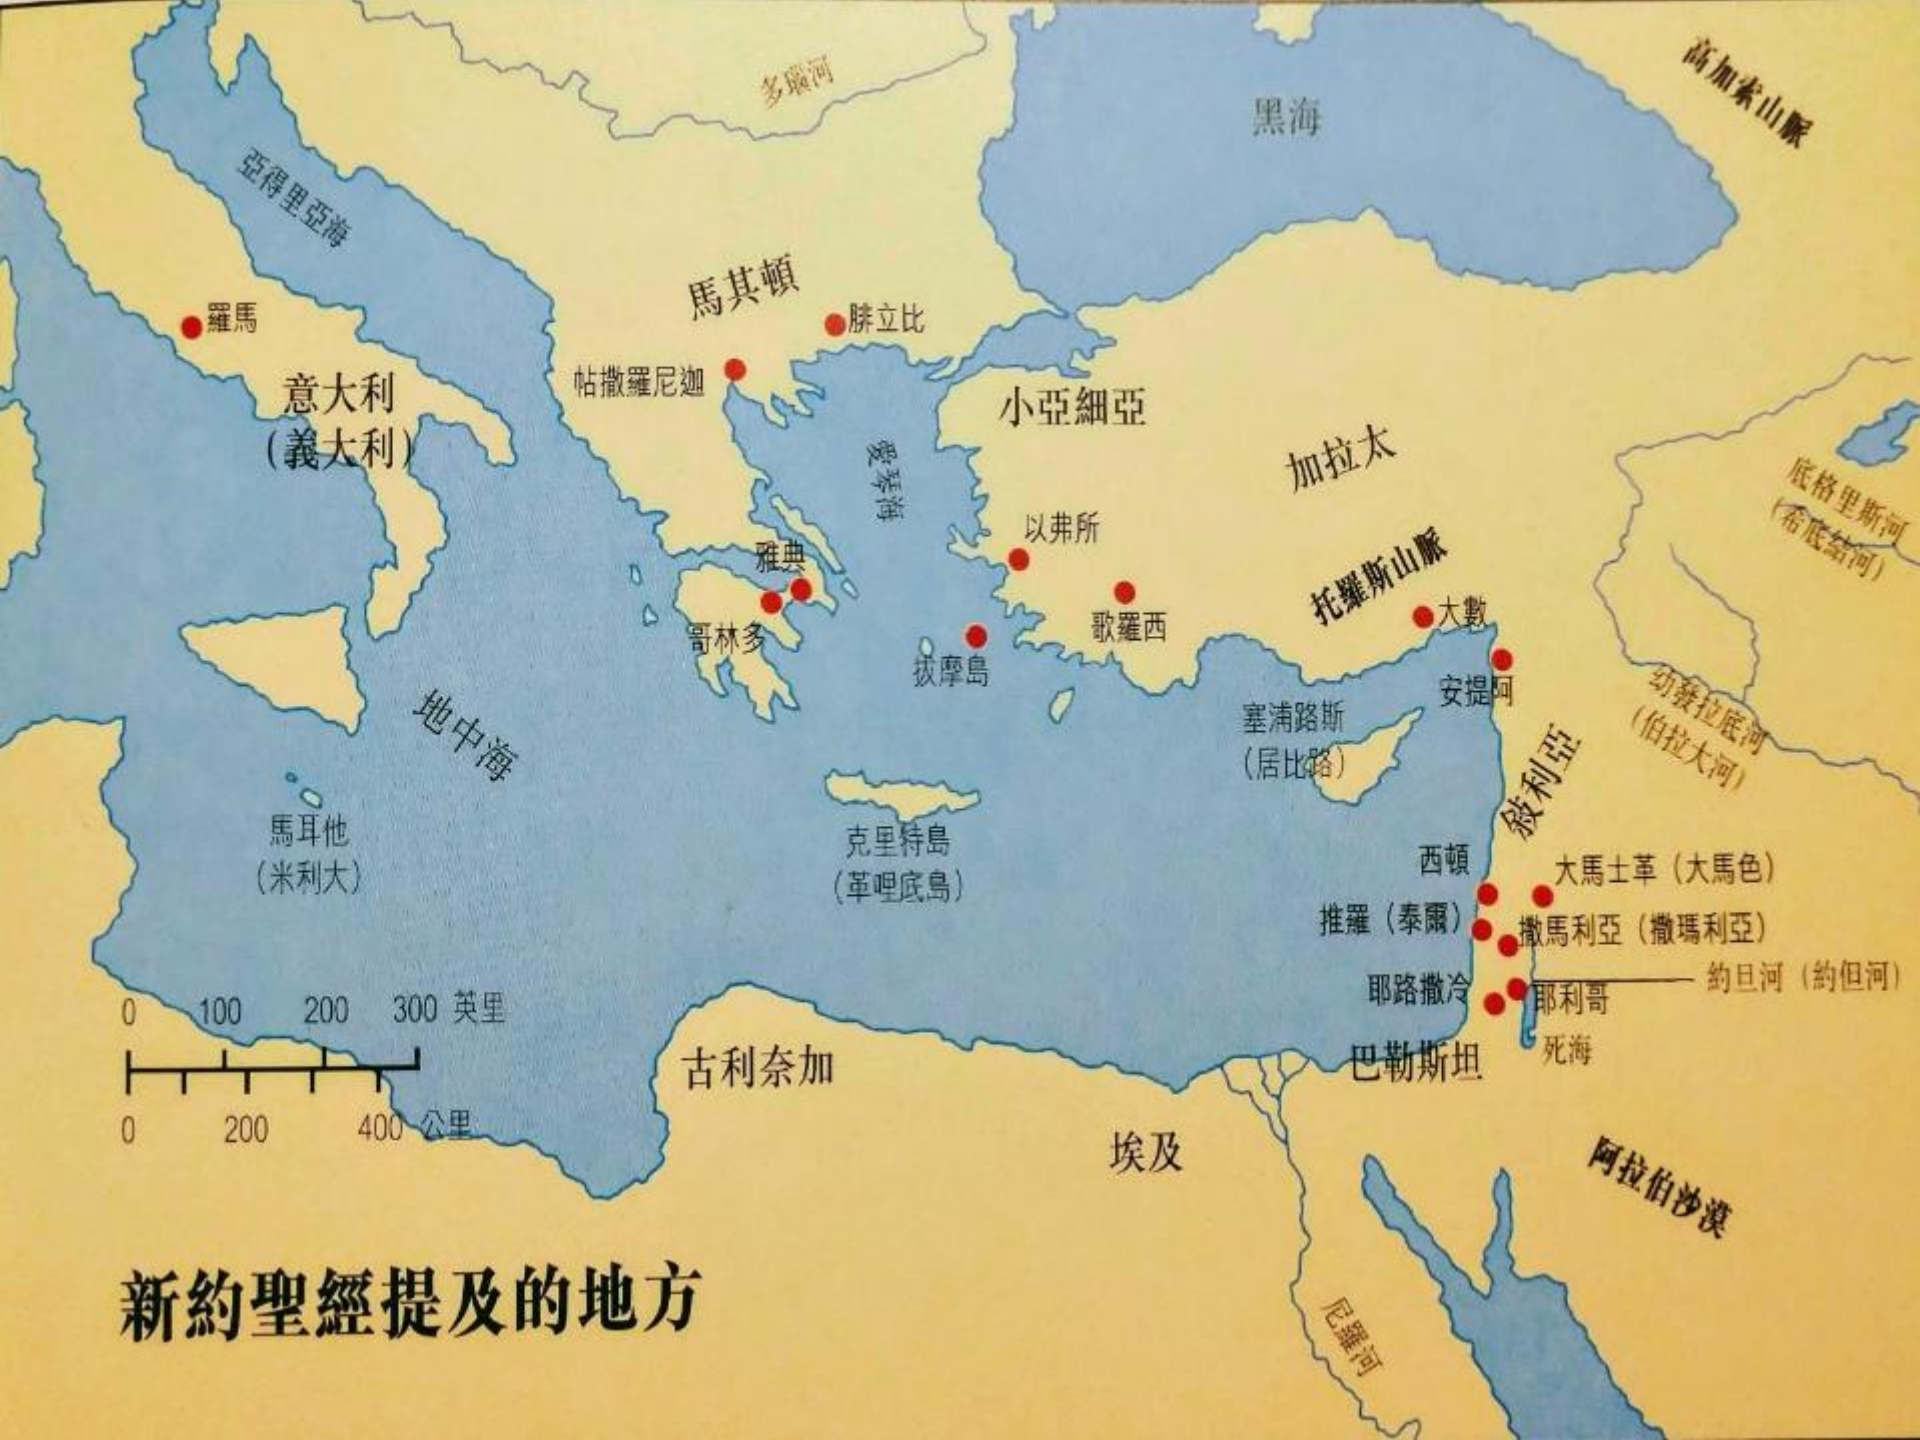 高加索山脈
多瑙河
黑海
亞得里亞海
馬其頓
羅馬
腓立比
帖撒羅尼迦
意大利
(義大利)
小亞細亞
加拉太
愛琴海
底格里斯河
(希底結河)
以弗所
雅典
托羅斯山脈
歌羅西
大數
哥林多
拔摩島
安提阿
地中海
塞浦路斯
(居比路)
幼發拉底河
(伯拉大河)
敍利亞
馬耳他
(米利大)
克里特島
(革哩底島)
西頓
大馬士革(大馬色)
推羅(泰爾)
撒馬利亞(撒瑪利亞)
約旦河(約但河)
耶路撒冷
耶利哥
死海
0 100 200 300 英里
0 200 400 公里
古利奈加
巴勒斯坦
埃及
阿拉伯沙漠
尼羅河
新約聖經提及的地方